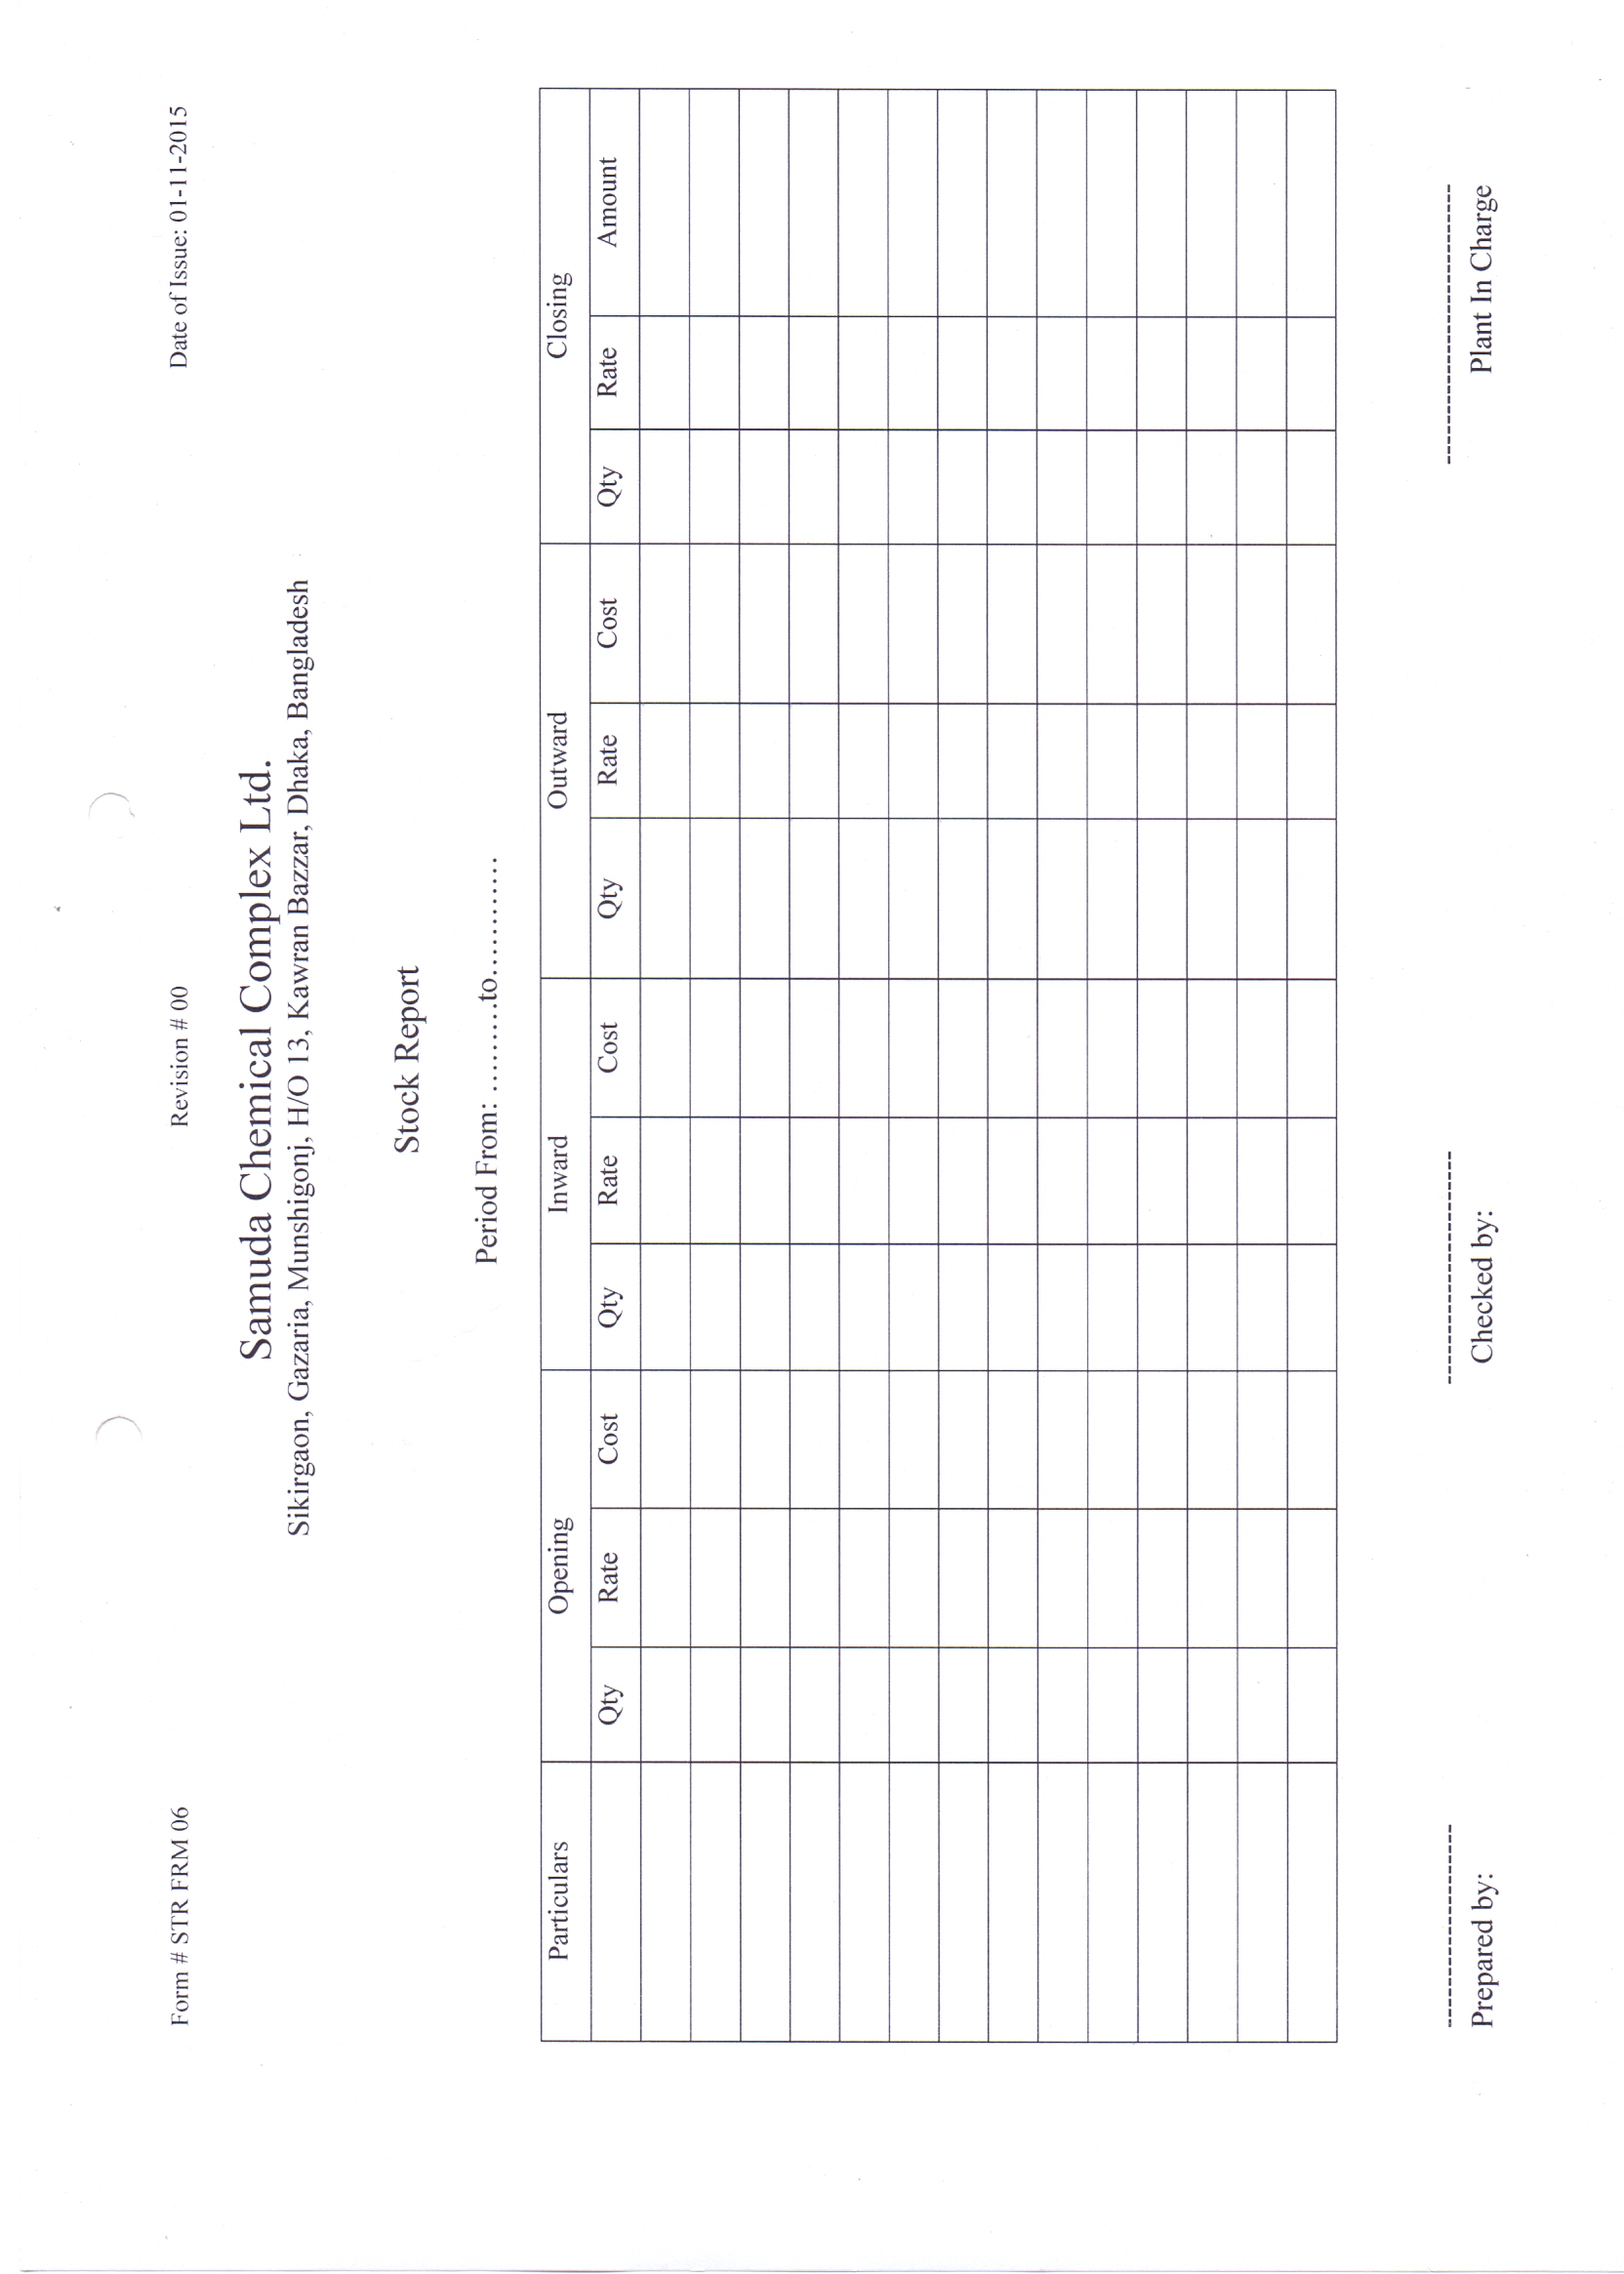 Form # STR FRM 06 Revision # 00 Date of Issue: 01-11-2015
Samuda Chemical Complex Ltd.
Sikirgaon, Gazaria, Munshigonj, H/O 13, Kawran Bazzar, Dhaka, Bangladesh
Stock Report
Period From: .........to............
Particulars Opening Inward Outward Closing
Qty Rate Cost Qty Rate Cost Qty Rate Cost Qty Rate Amount
Prepared by: Checked by: Plant In Charge